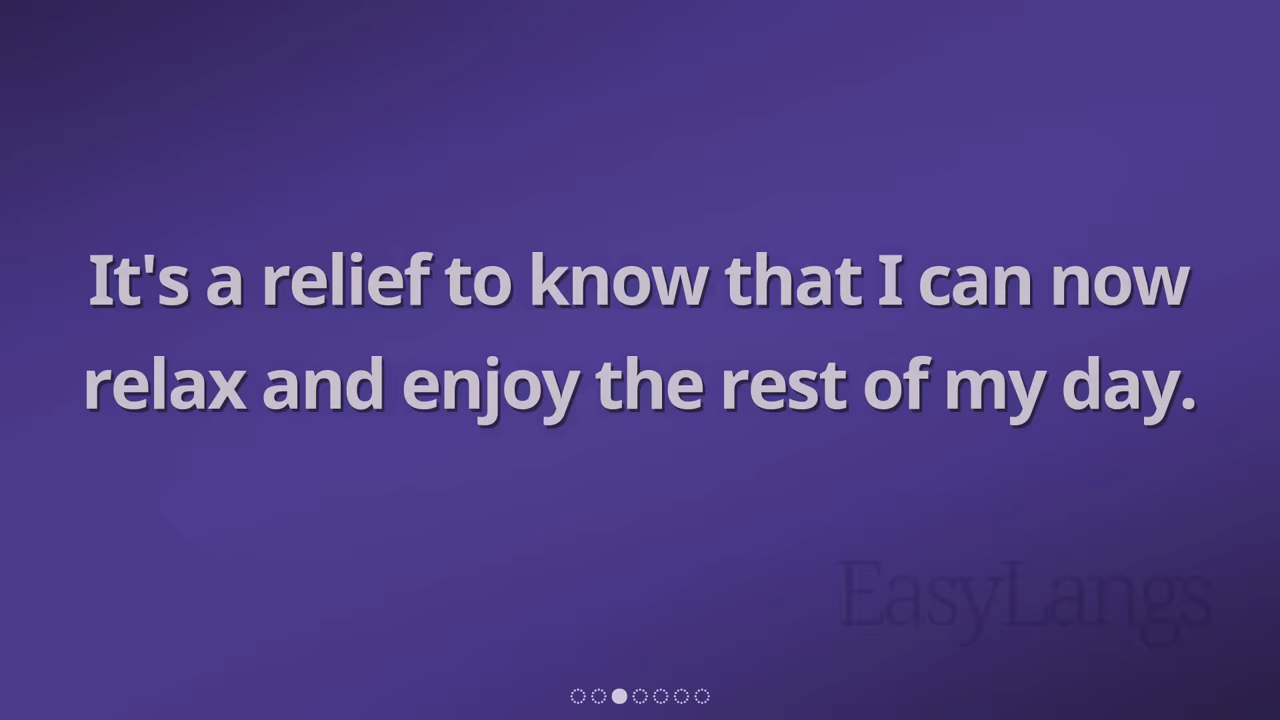 It's a relief to know that I can now
relax and enjoy the rest of my day.
EasyLangs